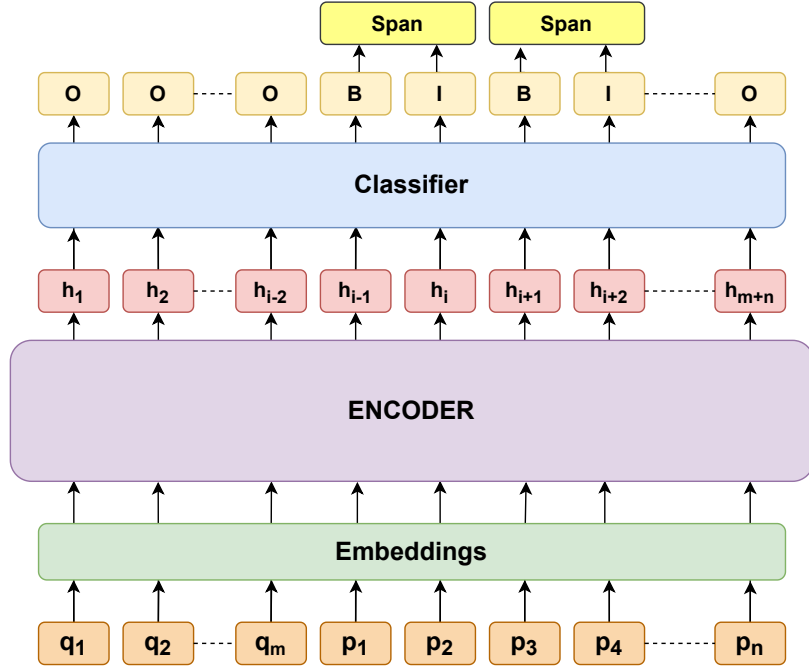 Span Span
O O O B I B I O
Classifier
h1 h2 hi-2 hi-1 hi hi+1 hi+2 hm+n
ENCODER
Embeddings
q1 q2 qm p1 p2 p3 p4 pn